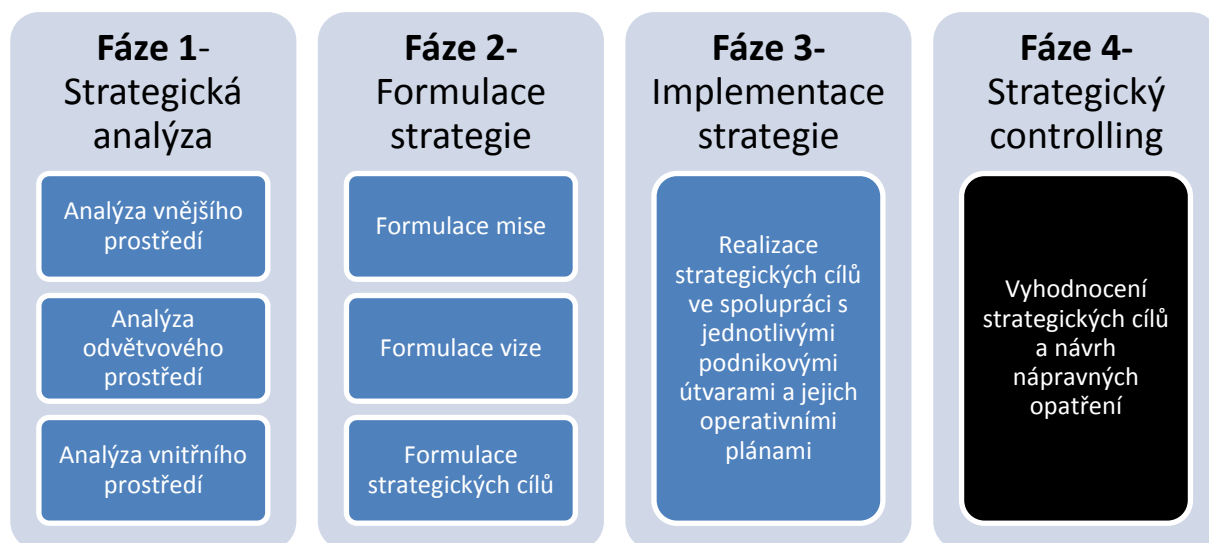 Fáze 1-
Strategická
analýza
Analýza vnějšího
prostředí
Analýza
odvětvového
prostředí
Analýza vnitřního
prostředí
Fáze 2-
Formulace
strategie
Formulace mise
Formulace vize
Formulace
strategických cílů
Fáze 3-
Implementace
strategie
Realizace
strategických cílů
ve spolupráci s
jednotlivými
podnikovými
útvarami a jejich
operativními
plánami
Fáze 4-
Strategický
controlling
Vyhodnocení
strategických cílů
a návrh
nápravných
opatření